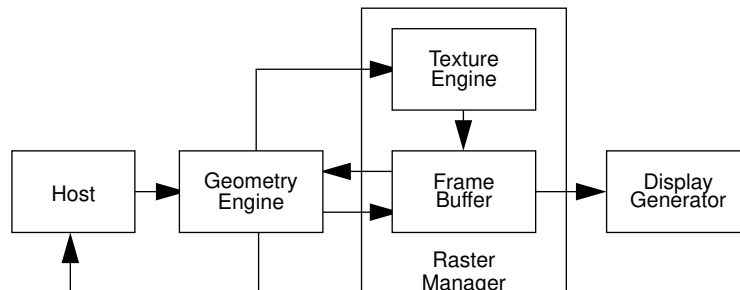 Texture
Engine
Host
Geometry
Engine
Frame
Buffer
Display
Generator
Raster
Manager